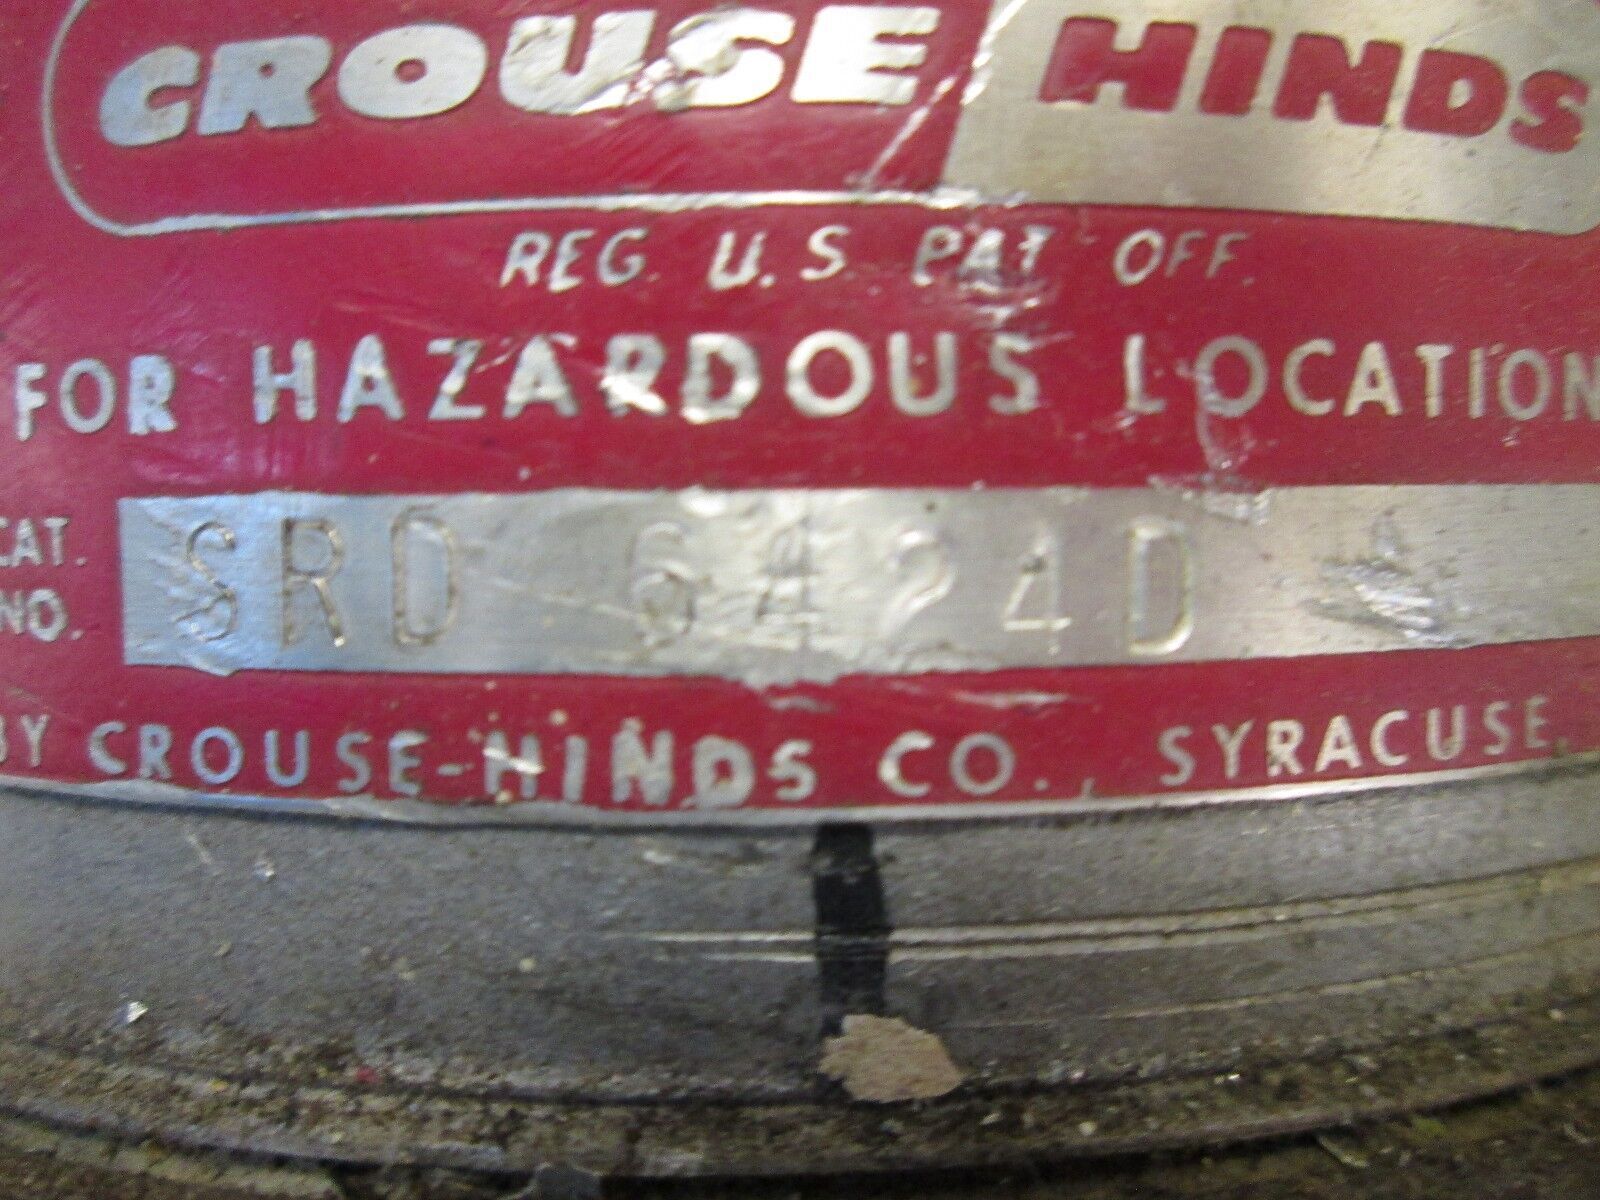 CROUSE HINDS
REG. U.S. PAT. OFF.
FOR HAZARDOUS LOCATION
CAT. NO. SRD 6424D
BY CROUSE-HINDS CO., SYRACUSE,